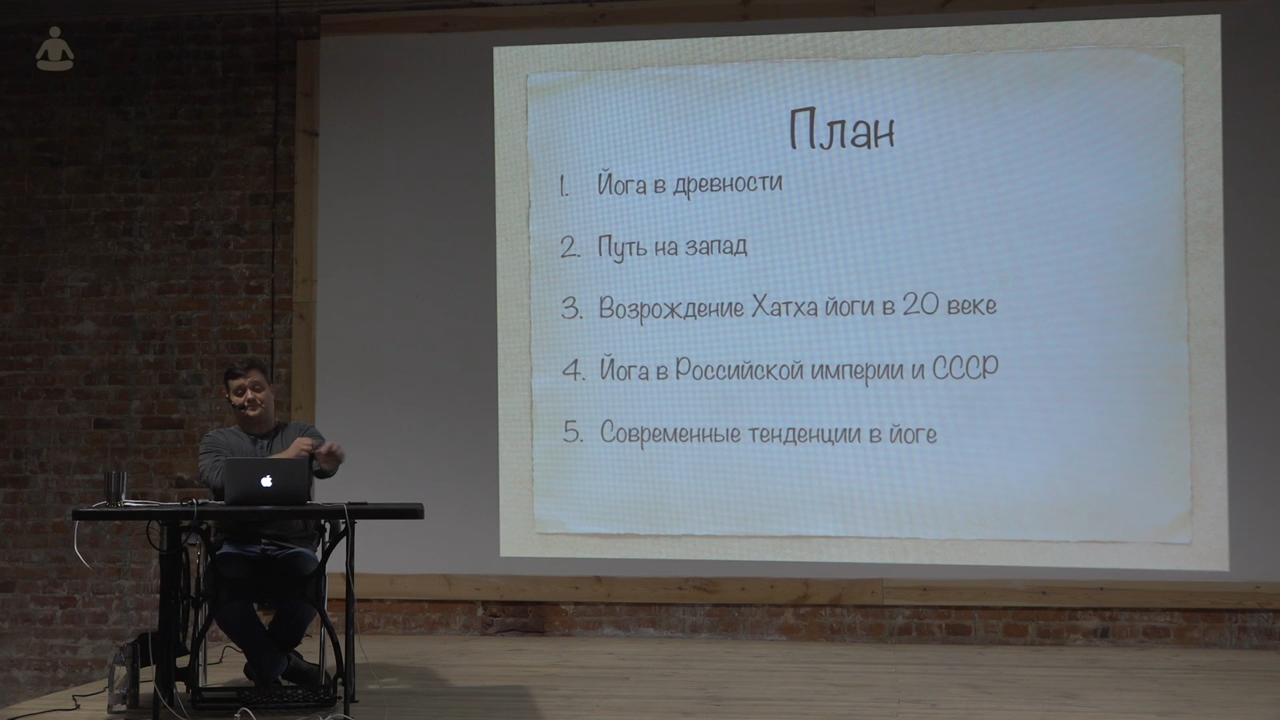 План
1. Йога в древности
2. Путь на запад
3. Возрождение Хатха йоги в 20 веке
4. Йога в Российской империи и СССР
5. Современные тенденции в йоге